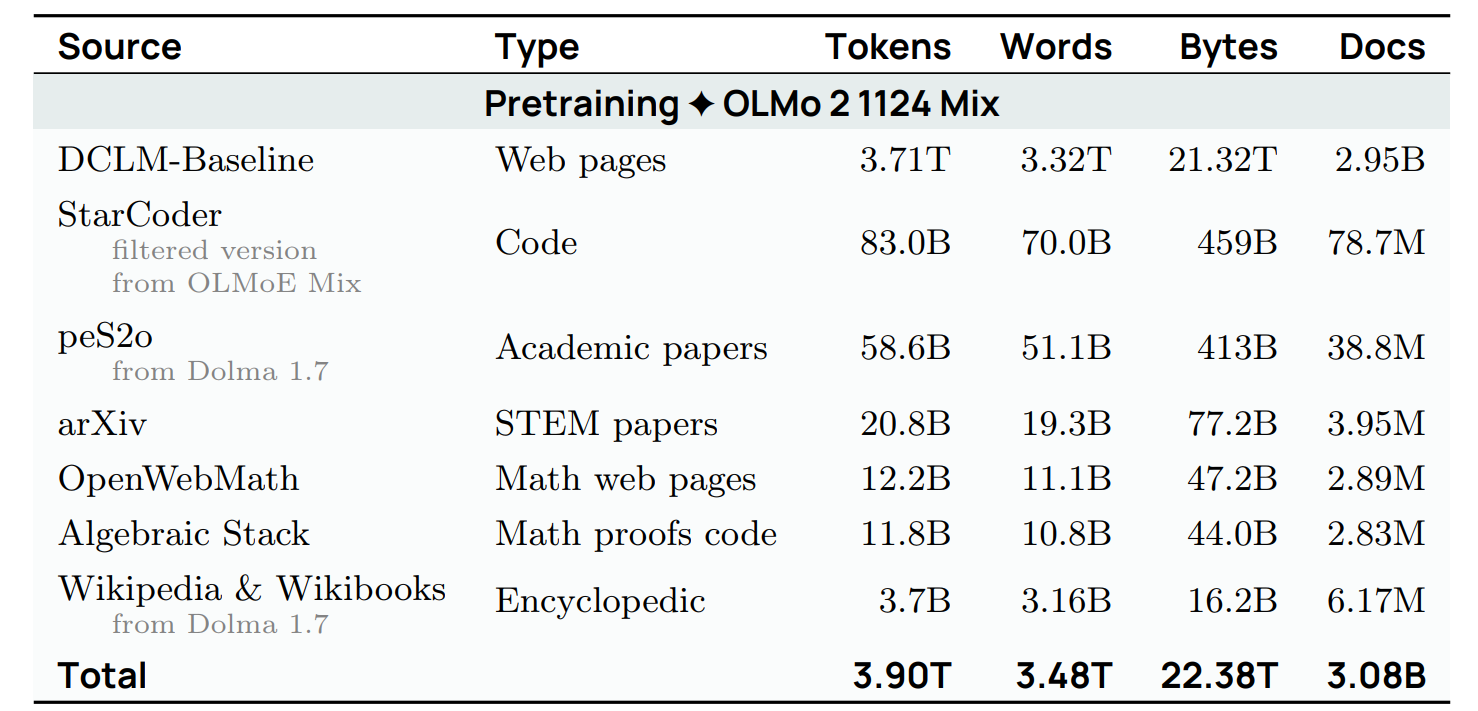 Source Type Tokens Words Bytes Docs
Pretraining ✦ OLMo 2 1124 Mix
DCLM-Baseline Web pages 3.71T 3.32T 21.32T 2.95B
StarCoder
filtered version
from OLMoE Mix
Code 83.0B 70.0B 459B 78.7M
peS2o
from Dolma 1.7
Academic papers 58.6B 51.1B 413B 38.8M
arXiv STEM papers 20.8B 19.3B 77.2B 3.95M
OpenWebMath Math web pages 12.2B 11.1B 47.2B 2.89M
Algebraic Stack Math proofs code 11.8B 10.8B 44.0B 2.83M
Wikipedia & Wikibooks
from Dolma 1.7
Encyclopedic 3.7B 3.16B 16.2B 6.17M
Total 3.90T 3.48T 22.38T 3.08B